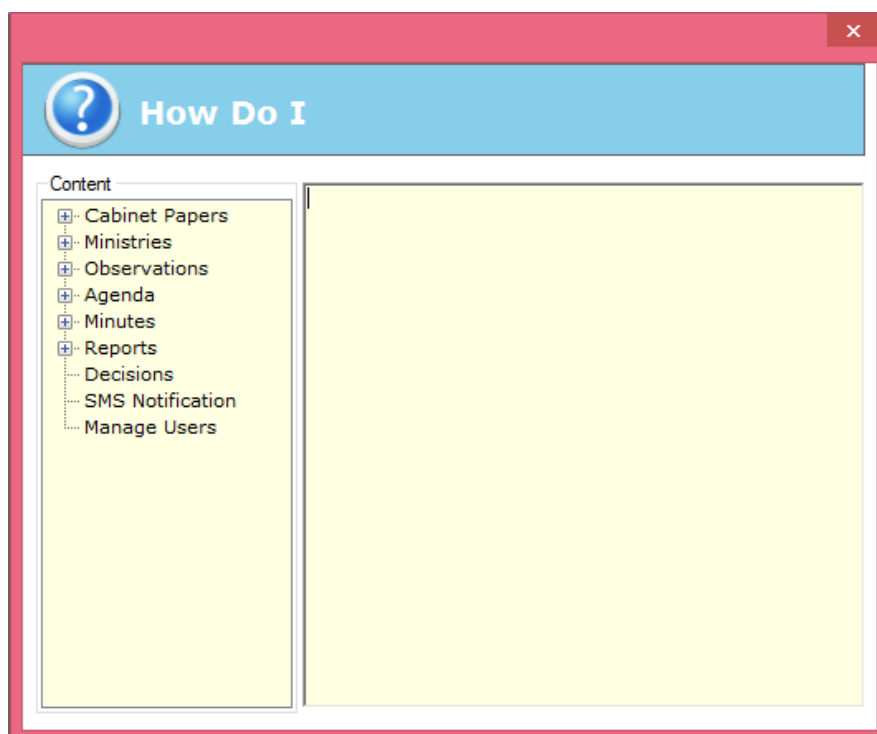 How Do I
Content
Cabinet Papers
Ministries
Observations
Agenda
Minutes
Reports
Decisions
SMS Notification
Manage Users